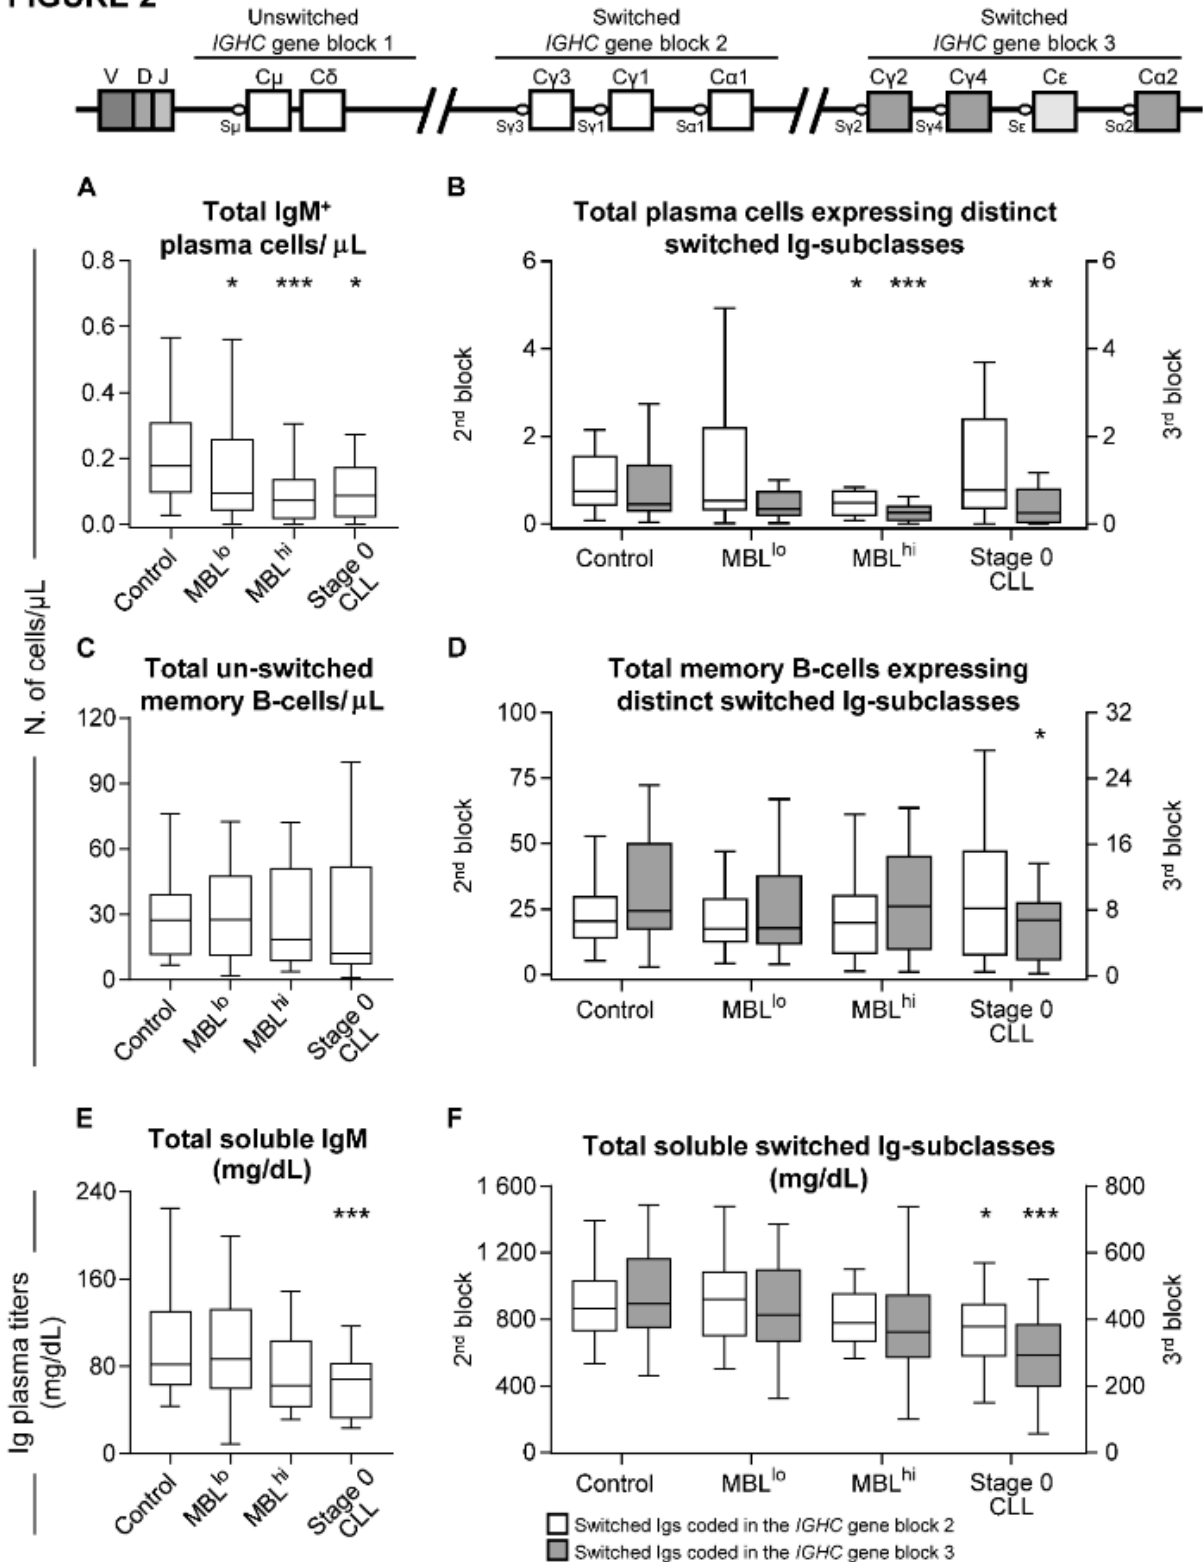 FIGURE 2
Unswitched Switched Switched
IGHC gene block 1 IGHC gene block 2 IGHC gene block 3
V D J Cμ Cδ Cγ3 Cγ1 Cα1 Cγ2 Cγ4 Cε Cα2
Sμ Sγ3 Sγ1 Sα1 Sγ2 Sγ4 Sε Sα2
A
Total IgM⁺
plasma cells/ μL
0.8
0.6
0.4
0.2
0.0
* *** *
Control MBLˡᵒ MBLʰⁱ Stage 0 CLL
B
Total plasma cells expressing distinct
switched Ig-subclasses
2ⁿᵈ block
6
4
2
0
* *** **
6
4
2
0
3ʳᵈ block
Control MBLˡᵒ MBLʰⁱ Stage 0
CLL
N. of cells/μL
C
Total un-switched
memory B-cells/ μL
120
90
60
30
0
Control MBLˡᵒ MBLʰⁱ Stage 0 CLL
D
Total memory B-cells expressing
distinct switched Ig-subclasses
2ⁿᵈ block
100
75
50
25
0
*
32
24
16
8
0
3ʳᵈ block
Control MBLˡᵒ MBLʰⁱ Stage 0
CLL
E
Total soluble IgM
(mg/dL)
Ig plasma titers
(mg/dL)
240
160
80
0
***
Control MBLˡᵒ MBLʰⁱ Stage 0 CLL
F
Total soluble switched Ig-subclasses
(mg/dL)
2ⁿᵈ block
1 600
1 200
800
400
0
* ***
800
600
400
200
0
3ʳᵈ block
Control MBLˡᵒ MBLʰⁱ Stage 0
CLL
Switched Igs coded in the IGHC gene block 2
Switched Igs coded in the IGHC gene block 3